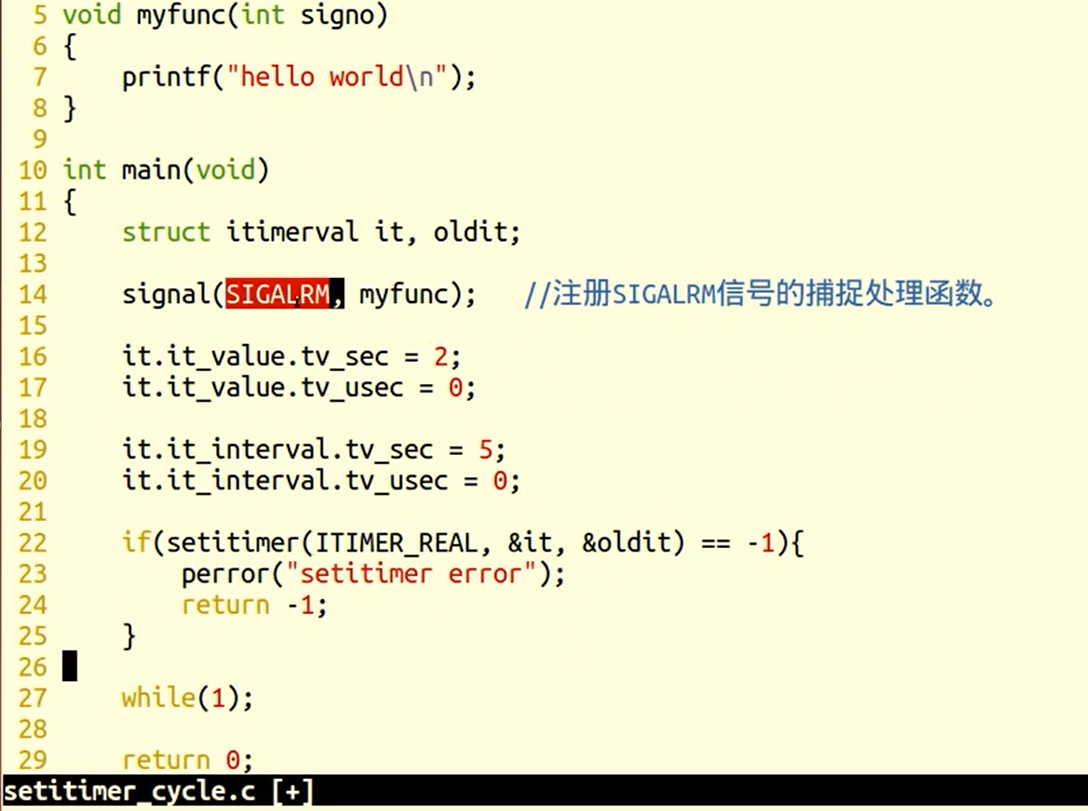 5 void myfunc(int signo)
6 {
7     printf("hello world\n");
8 }
9
10 int main(void)
11 {
12     struct itimerval it, oldit;
13
14     signal(SIGALRM, myfunc);   //注册SIGALRM信号的捕捉处理函数。
15
16     it.it_value.tv_sec = 2;
17     it.it_value.tv_usec = 0;
18
19     it.it_interval.tv_sec = 5;
20     it.it_interval.tv_usec = 0;
21
22     if(setitimer(ITIMER_REAL, &it, &oldit) == -1){
23         perror("setitimer error");
24         return -1;
25     }
26
27     while(1);
28
29     return 0;
setitimer_cycle.c [+]